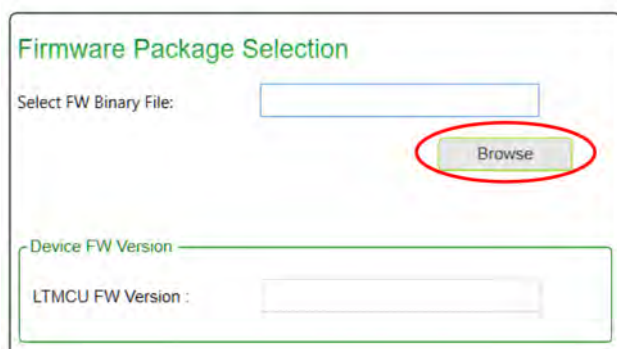 Firmware Package Selection
Select FW Binary File:
Browse
Device FW Version
LTMCU FW Version :